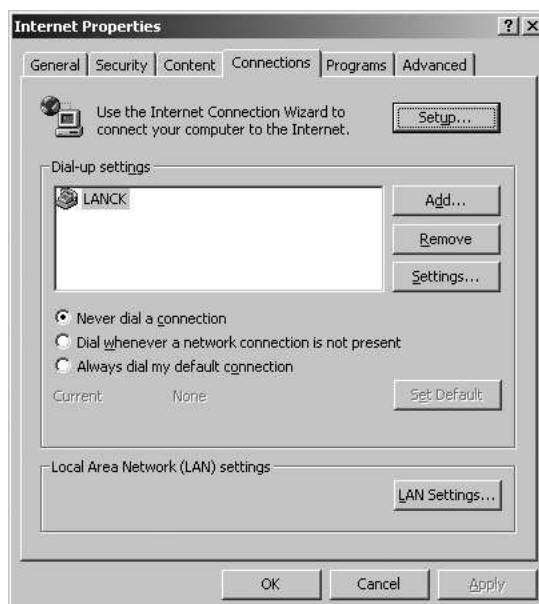 Internet Properties
General Security Content Connections Programs Advanced
Use the Internet Connection Wizard to
connect your computer to the Internet.
Setup...
Dial-up settings
LANCK
Add...
Remove
Settings...
Never dial a connection
Dial whenever a network connection is not present
Always dial my default connection
Current None
Set Default
Local Area Network (LAN) settings
LAN Settings...
OK Cancel Apply